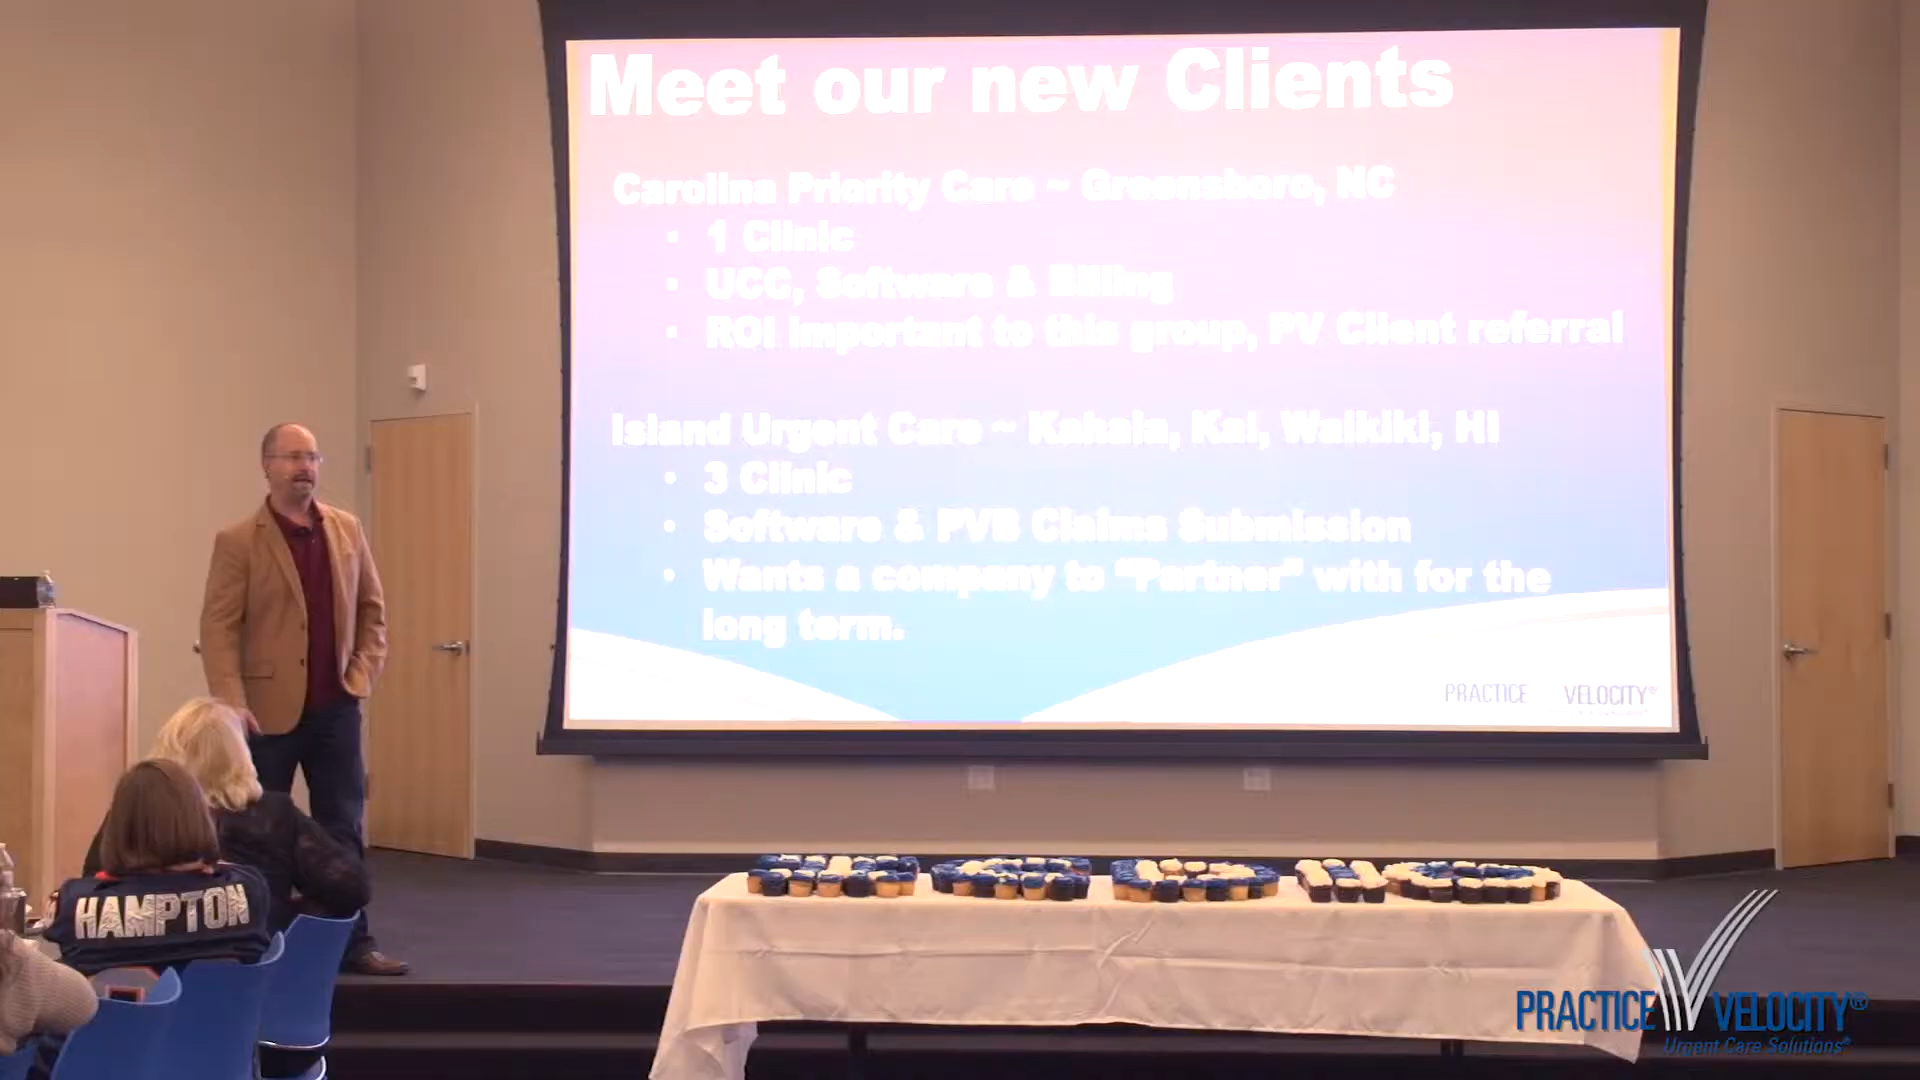 Meet our new Clients
Carolina Priority Care ~ Greensboro, NC
• 1 Clinic
• UCC, Software & Billing
• ROI important to this group, PV Client referral
Island Urgent Care ~ Kahala, Kai, Waikiki, HI
• 3 Clinic
• Software & PVB Claims Submission
• Wants a company to "Partner" with for the
long term.
PRACTICE VELOCITY®
HAMPTON
PRACTICE VELOCITY®
Urgent Care Solutions®